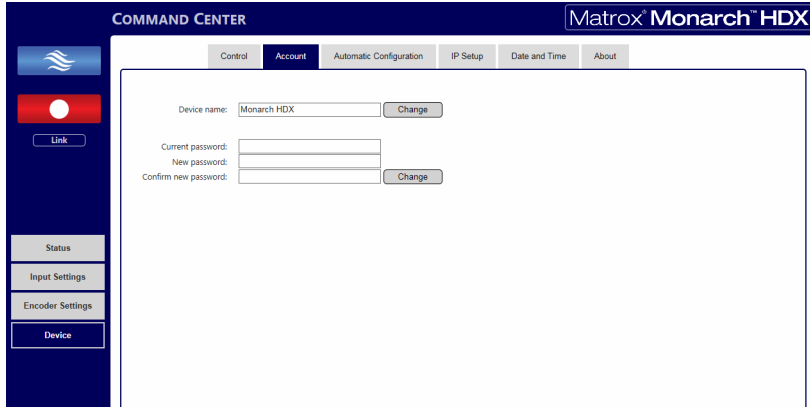 COMMAND CENTER
Matrox® Monarch™ HDX
Control Account Automatic Configuration IP Setup Date and Time About
Device name: Monarch HDX Change
Link
Current password:
New password:
Confirm new password: Change
Status
Input Settings
Encoder Settings
Device